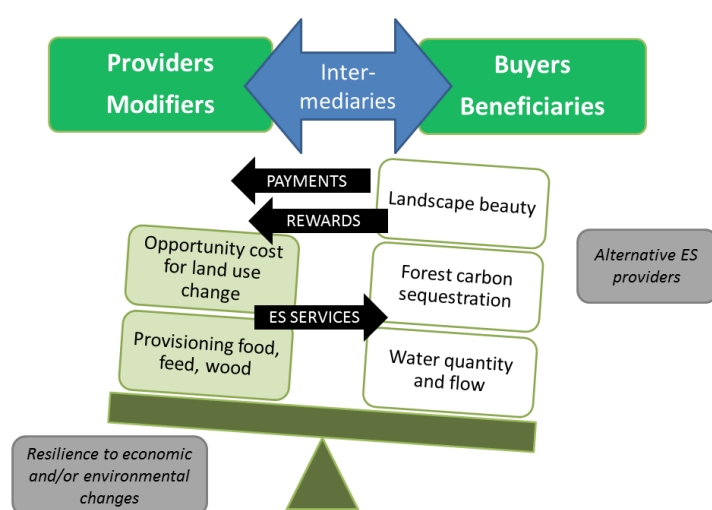 Providers
Modifiers
Inter-
mediaries
Buyers
Beneficiaries
PAYMENTS
REWARDS
Landscape beauty
Opportunity cost
for land use
change
Forest carbon
sequestration
Alternative ES
providers
ES SERVICES
Provisioning food,
feed, wood
Water quantity
and flow
Resilience to economic
and/or environmental
changes